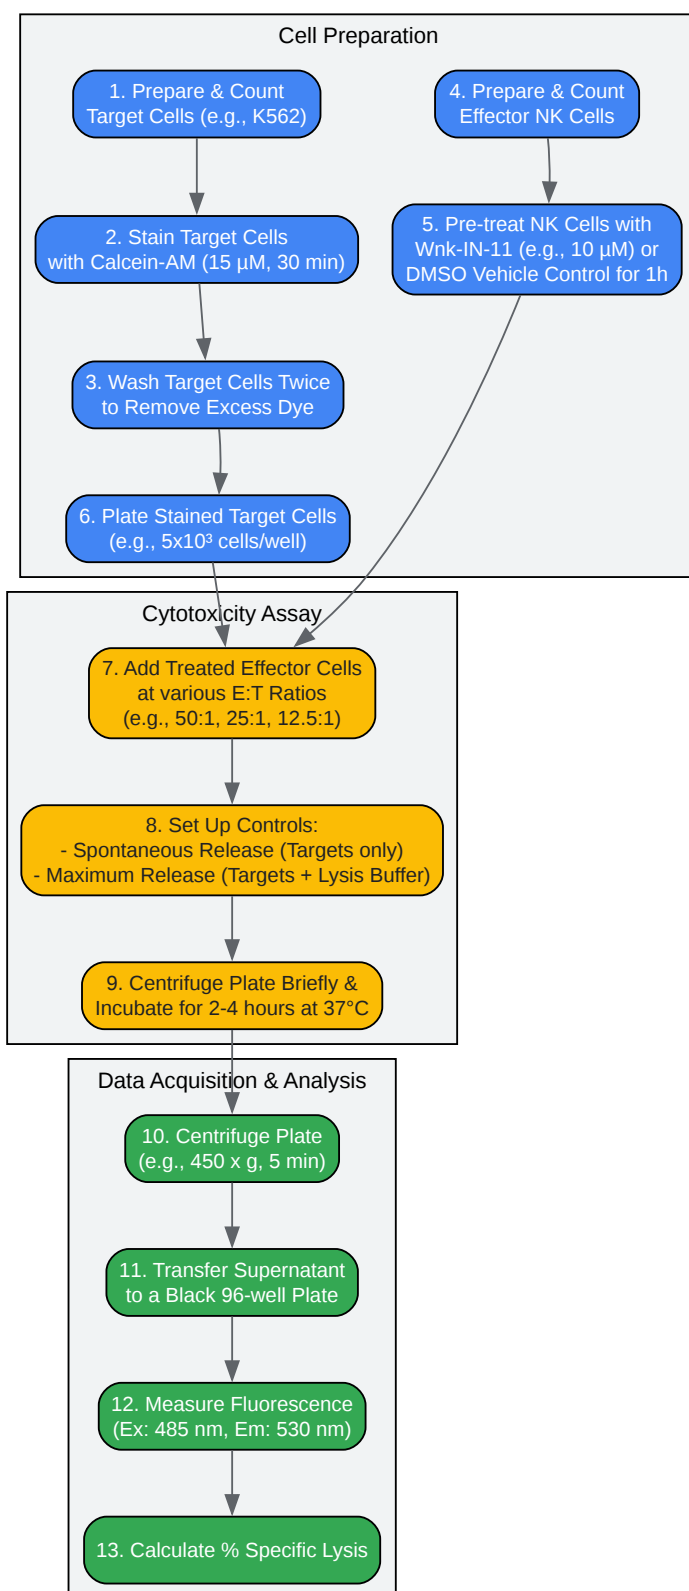 Cell Preparation
1. Prepare & Count
Target Cells (e.g., K562)
4. Prepare & Count
Effector NK Cells
2. Stain Target Cells
with Calcein-AM (15 µM, 30 min)
5. Pre-treat NK Cells with
Wnk-IN-11 (e.g., 10 µM) or
DMSO Vehicle Control for 1h
3. Wash Target Cells Twice
to Remove Excess Dye
6. Plate Stained Target Cells
(e.g., 5x10³ cells/well)
Cytotoxicity Assay
7. Add Treated Effector Cells
at various E:T Ratios
(e.g., 50:1, 25:1, 12.5:1)
8. Set Up Controls:
- Spontaneous Release (Targets only)
- Maximum Release (Targets + Lysis Buffer)
9. Centrifuge Plate Briefly &
Incubate for 2-4 hours at 37°C
Data Acquisition & Analysis
10. Centrifuge Plate
(e.g., 450 x g, 5 min)
11. Transfer Supernatant
to a Black 96-well Plate
12. Measure Fluorescence
(Ex: 485 nm, Em: 530 nm)
13. Calculate % Specific Lysis